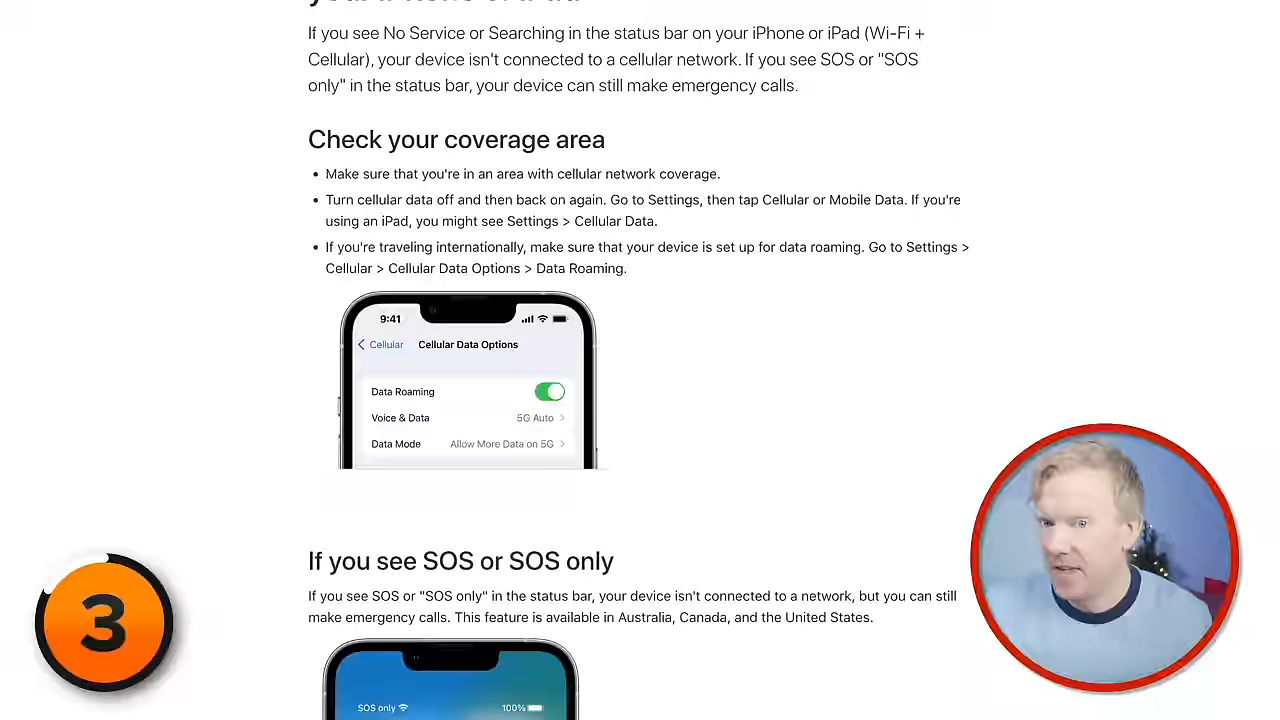 If you see No Service or Searching in the status bar on your iPhone or iPad (Wi-Fi +
Cellular), your device isn't connected to a cellular network. If you see SOS or "SOS
only" in the status bar, your device can still make emergency calls.
Check your coverage area
• Make sure that you're in an area with cellular network coverage.
• Turn cellular data off and then back on again. Go to Settings, then tap Cellular or Mobile Data. If you're
using an iPad, you might see Settings > Cellular Data.
• If you're traveling internationally, make sure that your device is set up for data roaming. Go to Settings >
Cellular > Cellular Data Options > Data Roaming.
9:41
Cellular Cellular Data Options
Data Roaming
Voice & Data 5G Auto >
Data Mode Allow More Data on 5G >
If you see SOS or SOS only
If you see SOS or "SOS only" in the status bar, your device isn't connected to a network, but you can still
make emergency calls. This feature is available in Australia, Canada, and the United States.
SOS only 100%
3